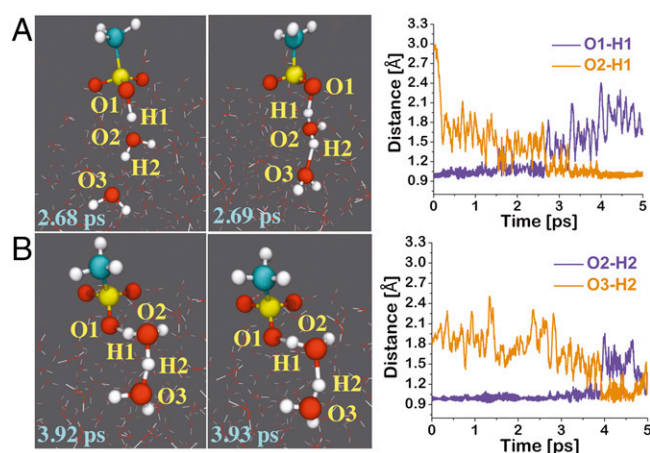 A
O1
H1
O2
H2
O3
2.68 ps
O1
H1
O2
H2
O3
2.69 ps
Distance [Å]
3.3
3.0
2.7
2.4
2.1
1.8
1.5
1.2
0.9
O1-H1
O2-H1
0 1 2 3 4 5
Time [ps]
B
O2
O1
H1
H2
O3
3.92 ps
O2
O1
H1
H2
O3
3.93 ps
Distance [Å]
3.3
3.0
2.7
2.4
2.1
1.8
1.5
1.2
0.9
O2-H2
O3-H2
0 1 2 3 4 5
Time [ps]